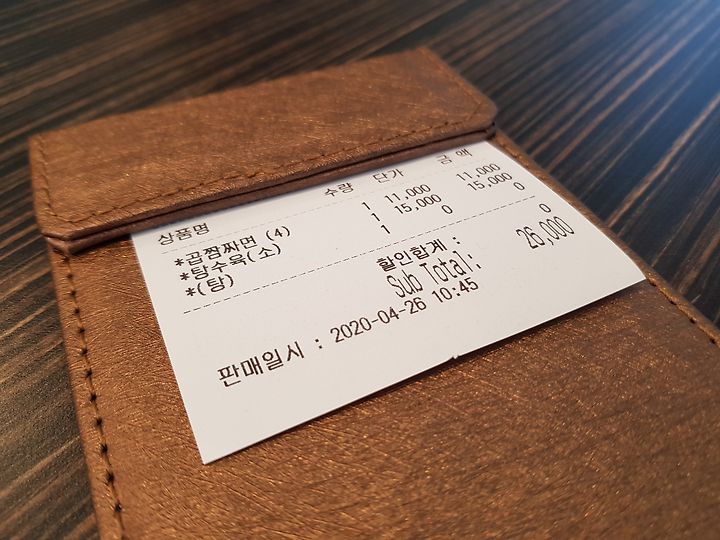 상품명 수량 단가 금액
*곱짬짜면 (4) 1 11,000 11,000
*탕수육(소) 1 15,000 15,000
*(탕) 1 0 0
할인합계 : 0
Sub Total: 26,000
판매일시 : 2020-04-26 10:45